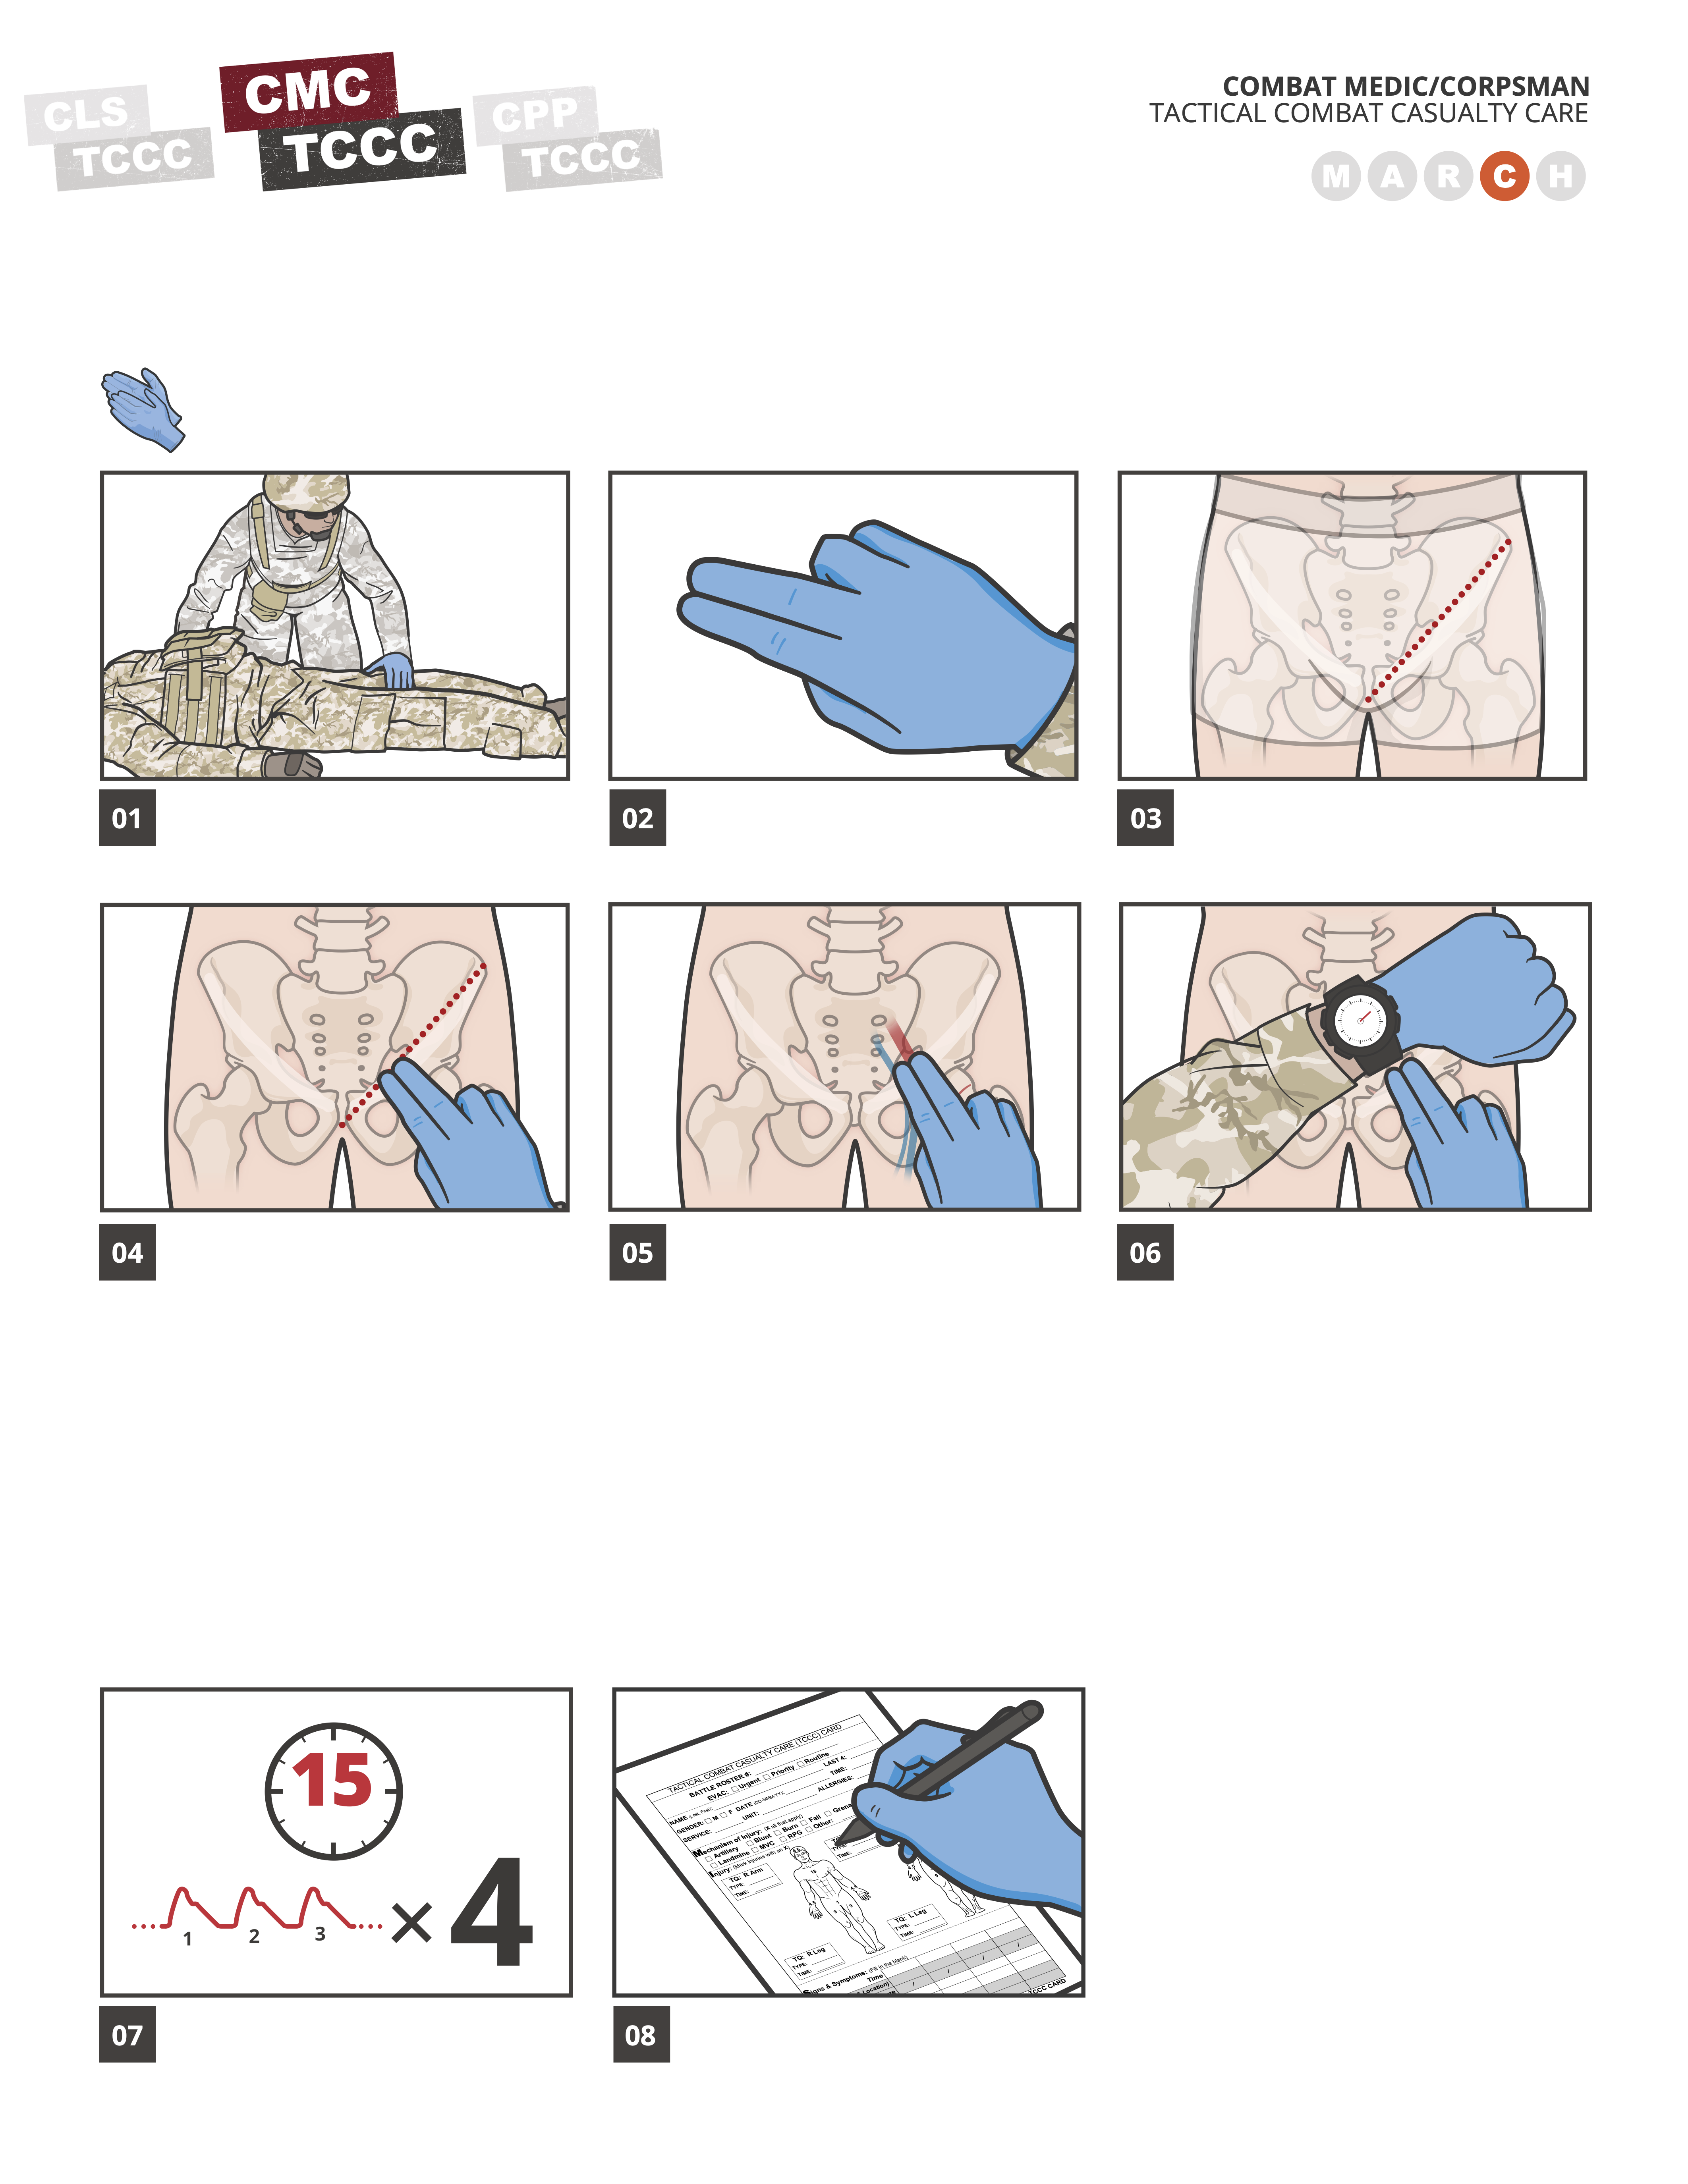 CLS
TCCC
CMC
TCCC
CPP
TCCC
COMBAT MEDIC/CORPSMAN
TACTICAL COMBAT CASUALTY CARE
M A R C H
01
02
03
04
05
06
15
1 2 3
×4
TACTICAL COMBAT CASUALTY CARE (TCCC) CARD
BATTLE ROSTER #:
EVAC: Urgent Priority Routine
NAME (Last, First): LAST 4:
GENDER: M F DATE (DD-MMM-YY): TIME:
SERVICE: UNIT: ALLERGIES:
Mechanism of Injury: (X all that apply)
Artillery Blunt Burn Fall Grena
Landmine MVC RPG Other:
Injury: (Mark injuries with an X)
TQ: R Arm
TYPE:
TIME:
TYPE:
TIME:
TQ: R Leg
TYPE:
TIME:
TQ: L Leg
TYPE:
TIME:
Signs & Symptoms: (Fill in the blank)
Time
Location)
TCCC CARD
07
08